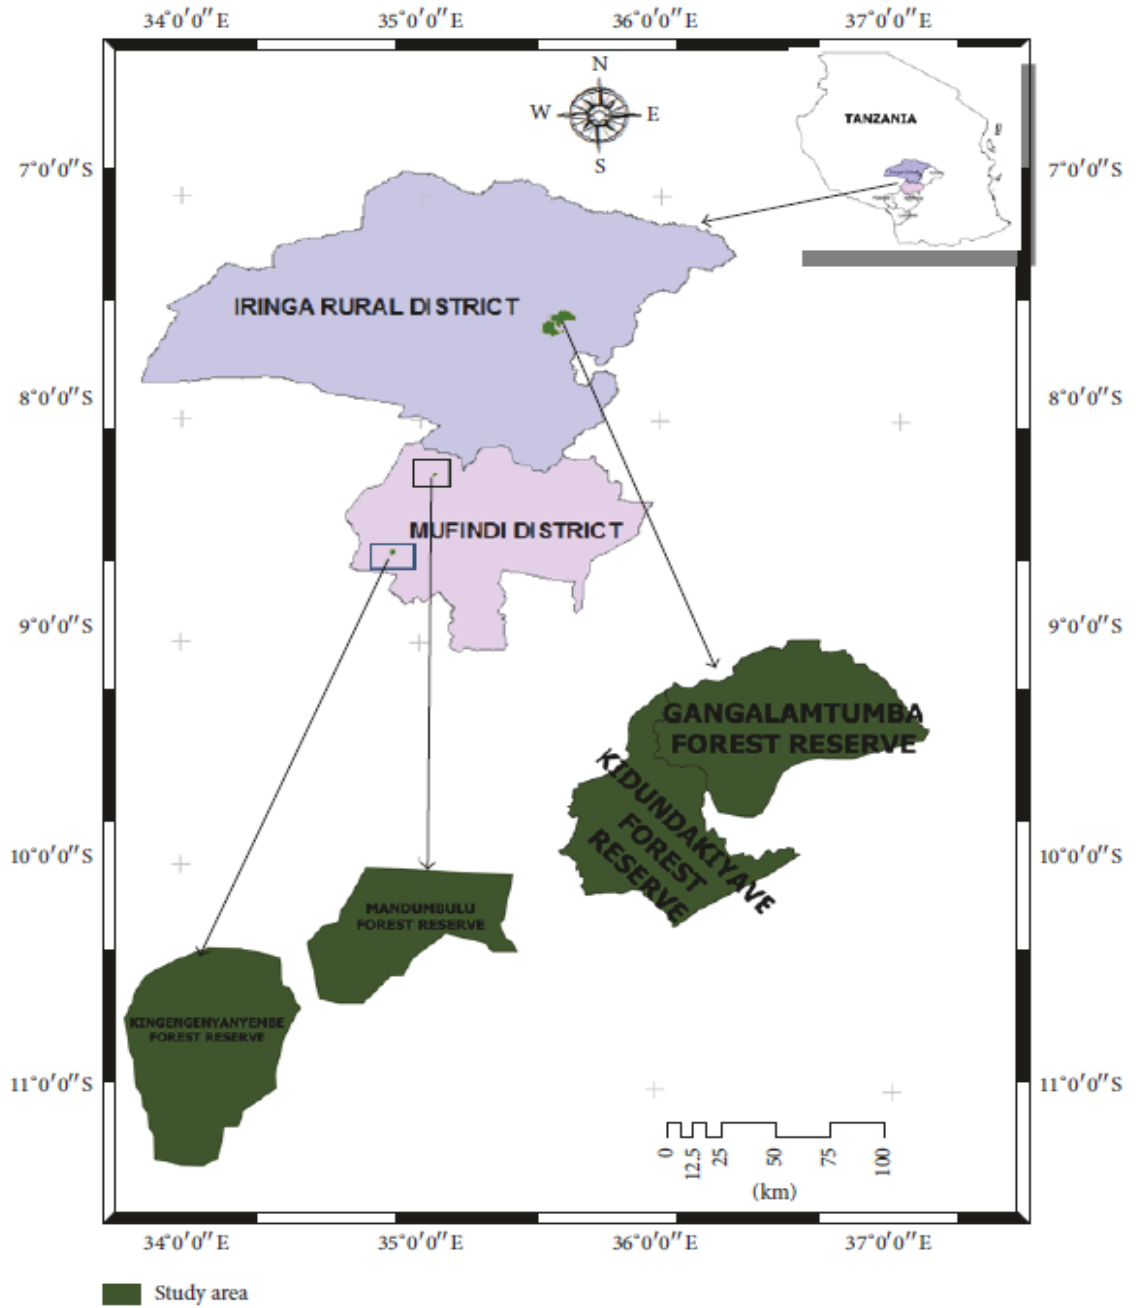 34°0′0″E 35°0′0″E 36°0′0″E 37°0′0″E
N
W E
S
TANZANIA
7°0′0″S 7°0′0″S
IRINGA RURAL DISTRICT
8°0′0″S 8°0′0″S
MUFINDI DISTRICT
9°0′0″S 9°0′0″S
GANGALAMTUMBA
FOREST RESERVE
KIDUNDAKIYAVE
FOREST
RESERVE
10°0′0″S 10°0′0″S
MANDUMBULU
FOREST RESERVE
KINGENGENYANYEMBE
FOREST RESERVE
11°0′0″S 11°0′0″S
0 12.5 25 50 75 100
(km)
34°0′0″E 35°0′0″E 36°0′0″E 37°0′0″E
Study area